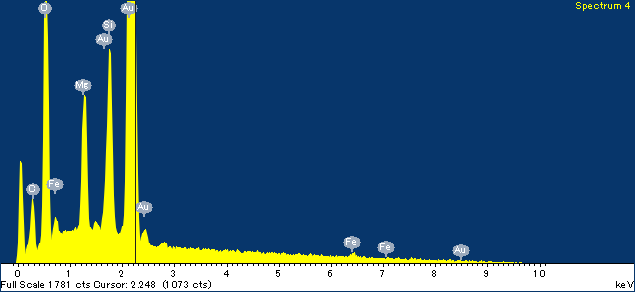 Spectrum 4
O Au
Si
Au
Mg
C Fe
Au
Fe Fe Au
0 1 2 3 4 5 6 7 8 9 10
Full Scale 1781 cts Cursor: 2.248 (1073 cts) keV